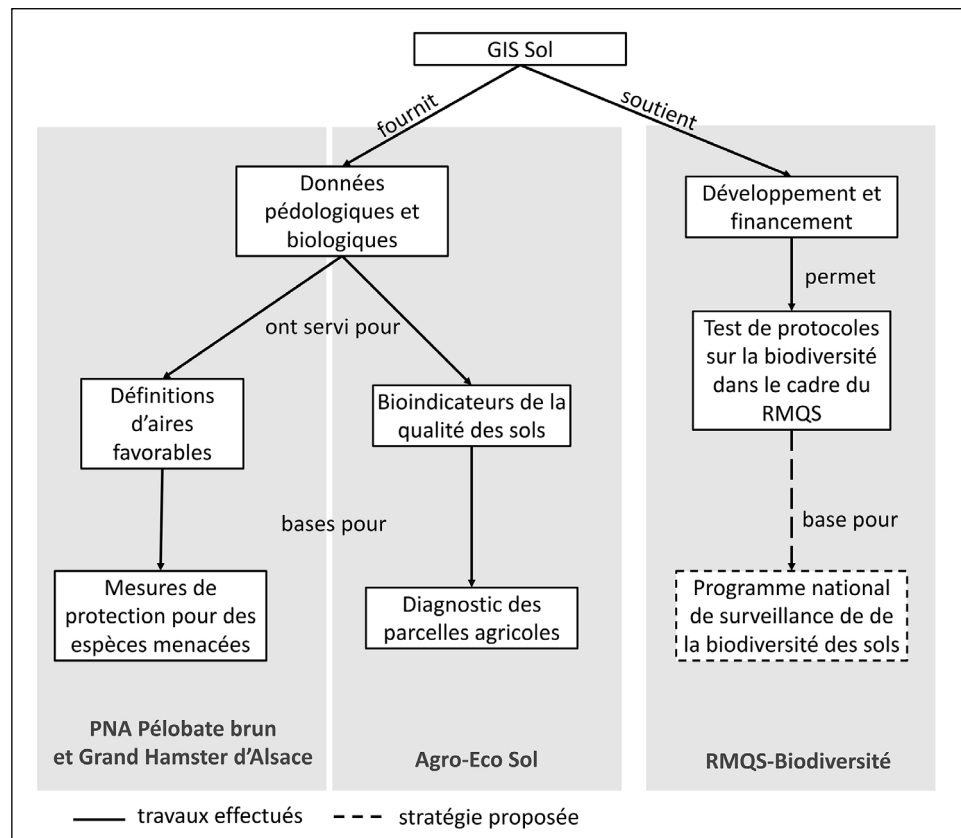 GIS Sol
fournit
soutient
Données
pédologiques et
biologiques
Développement et
financement
permet
ont servi pour
Définitions
d'aires
favorables
Bioindicateurs de la
qualité des sols
Test de protocoles
sur la biodiversité
dans le cadre du
RMQS
bases pour
base pour
Mesures de
protection pour des
espèces menacées
Diagnostic des
parcelles agricoles
Programme national
de surveillance de de
la biodiversité des sols
PNA Pélobate brun
et Grand Hamster d'Alsace
Agro-Eco Sol
RMQS-Biodiversité
travaux effectués
stratégie proposée